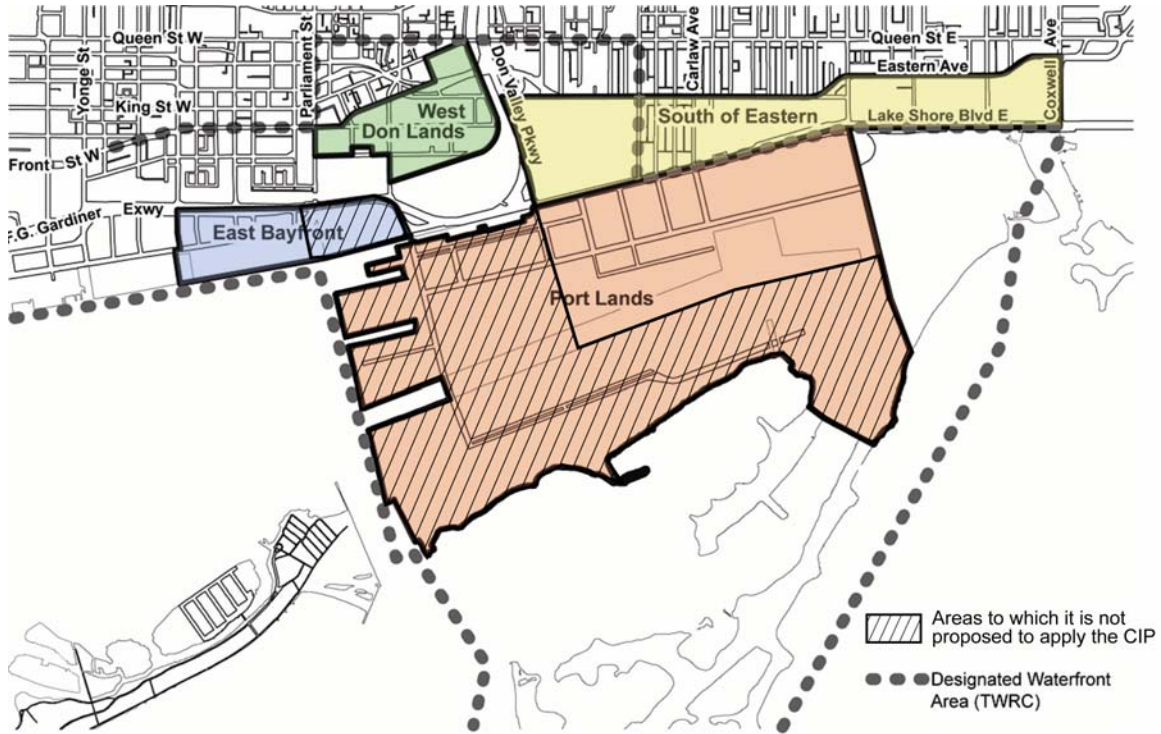 Queen St W
Yonge St
Parliament St
Don Valley Pkwy
Carlaw Ave
Queen St E
Eastern Ave
Coxwell Ave
King St W
Front St W
West
Don Lands
South of Eastern
Lake Shore Blvd E
F.G. Gardiner Exwy
East Bayfront
Port Lands
Areas to which it is not
proposed to apply the CIP
Designated Waterfront
Area (TWRC)